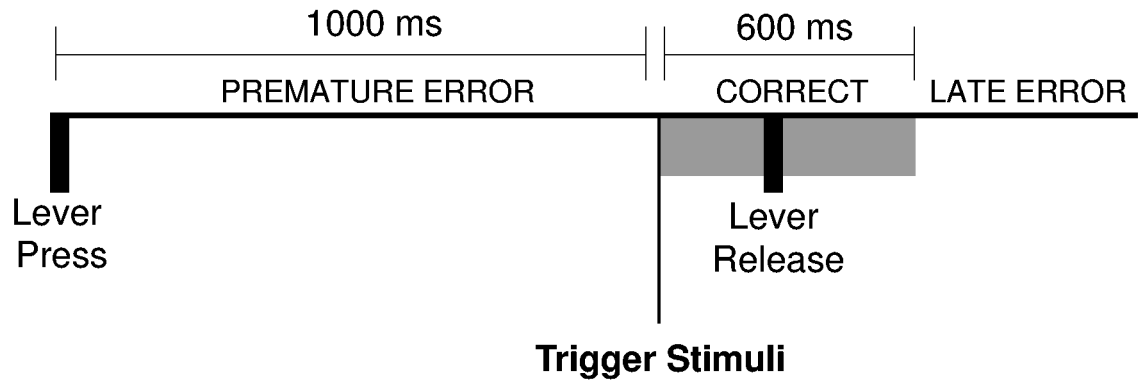 1000 ms
600 ms
PREMATURE ERROR
CORRECT
LATE ERROR
Lever
Press
Lever
Release
Trigger Stimuli